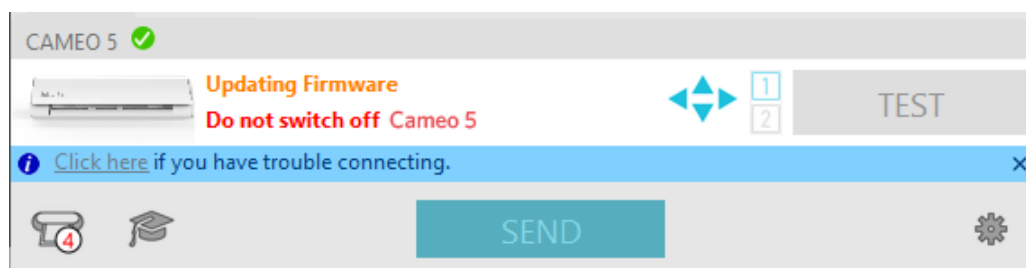 CAMEO 5
Updating Firmware
Do not switch off Cameo 5
1
2
TEST
i Click here if you have trouble connecting.
4
SEND